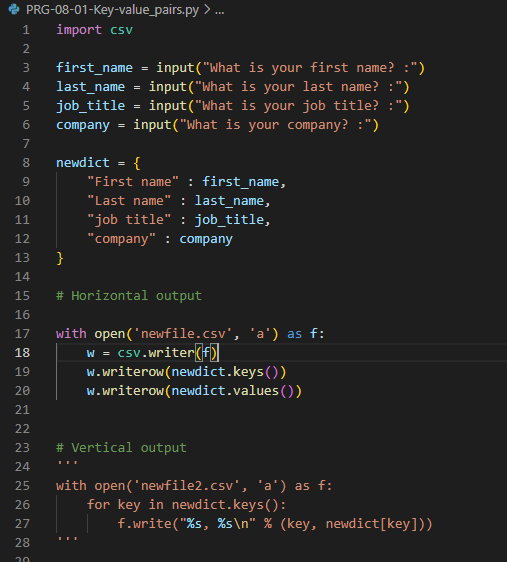 PRG-08-01-Key-value_pairs.py > ...
1 import csv
2
3 first_name = input("What is your first name? :")
4 last_name = input("What is your last name? :")
5 job_title = input("What is your job title? :")
6 company = input("What is your company? :")
7
8 newdict = {
9     "First name" : first_name,
10     "Last name" : last_name,
11     "job title" : job_title,
12     "company" : company
13 }
14
15 # Horizontal output
16
17 with open('newfile.csv', 'a') as f:
18     w = csv.writer(f)
19     w.writerow(newdict.keys())
20     w.writerow(newdict.values())
21
22
23 # Vertical output
24 '''
25 with open('newfile2.csv', 'a') as f:
26     for key in newdict.keys():
27         f.write("%s, %s\n" % (key, newdict[key]))
28 '''
29